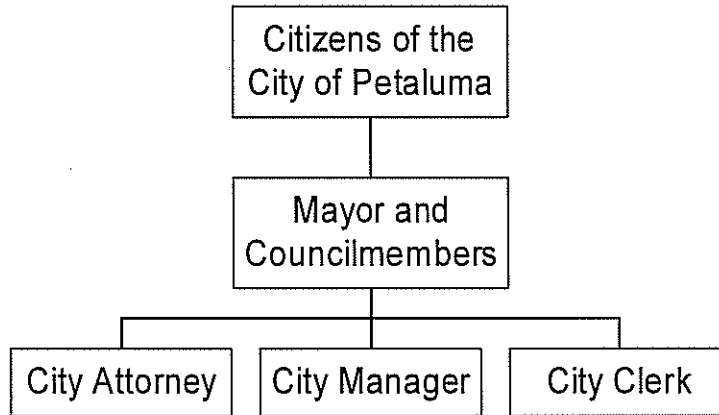 Citizens of the
City of Petaluma
Mayor and
Councilmembers
City Attorney
City Manager
City Clerk